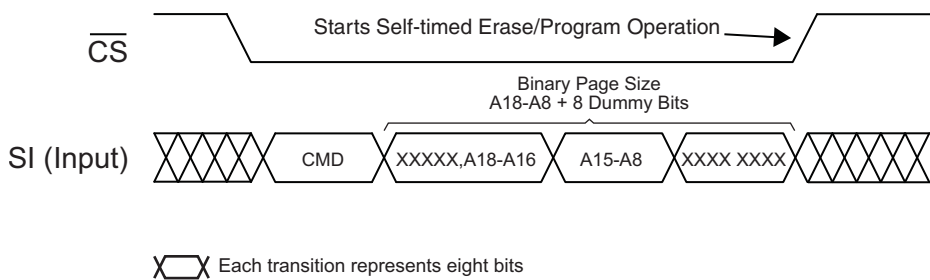 Starts Self-timed Erase/Program Operation
CS
Binary Page Size
A18-A8 + 8 Dummy Bits
SI (Input)
CMD
XXXXX,A18-A16
A15-A8
XXXX XXXX
Each transition represents eight bits